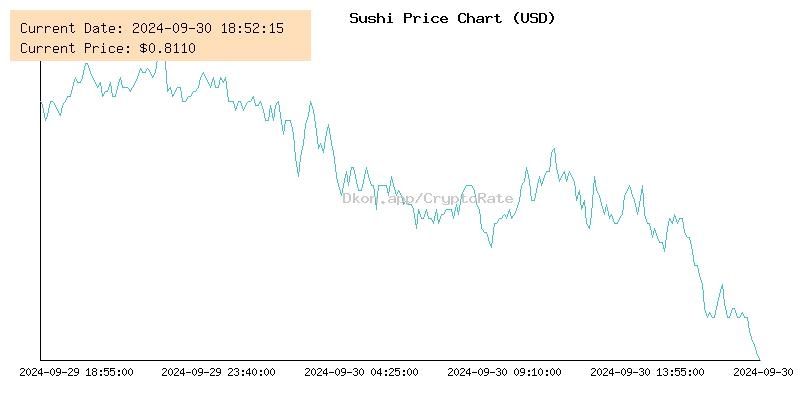 Sushi Price Chart (USD)
Current Date: 2024-09-30 18:52:15
Current Price: $0.8110
Dkon.app/CryptoRate
2024-09-29 18:55:00
2024-09-29 23:40:00
2024-09-30 04:25:00
2024-09-30 09:10:00
2024-09-30 13:55:00
2024-09-30